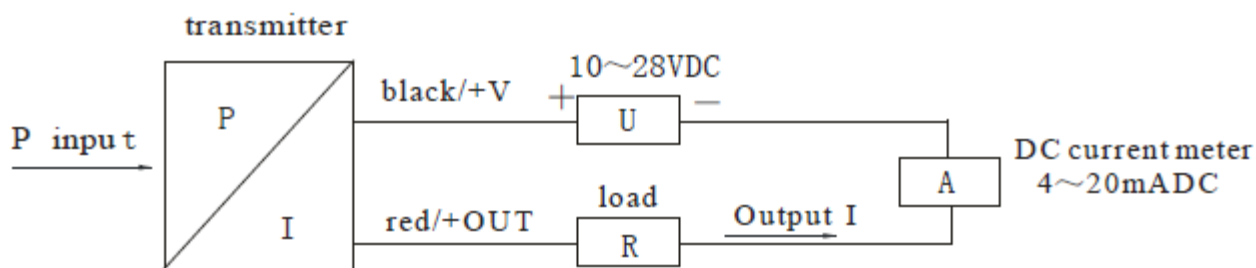 transmitter
10～28VDC
black/+V
+
−
P
U
P input
DC current meter
A
4～20mADC
load
red/+OUT
Output I
I
R